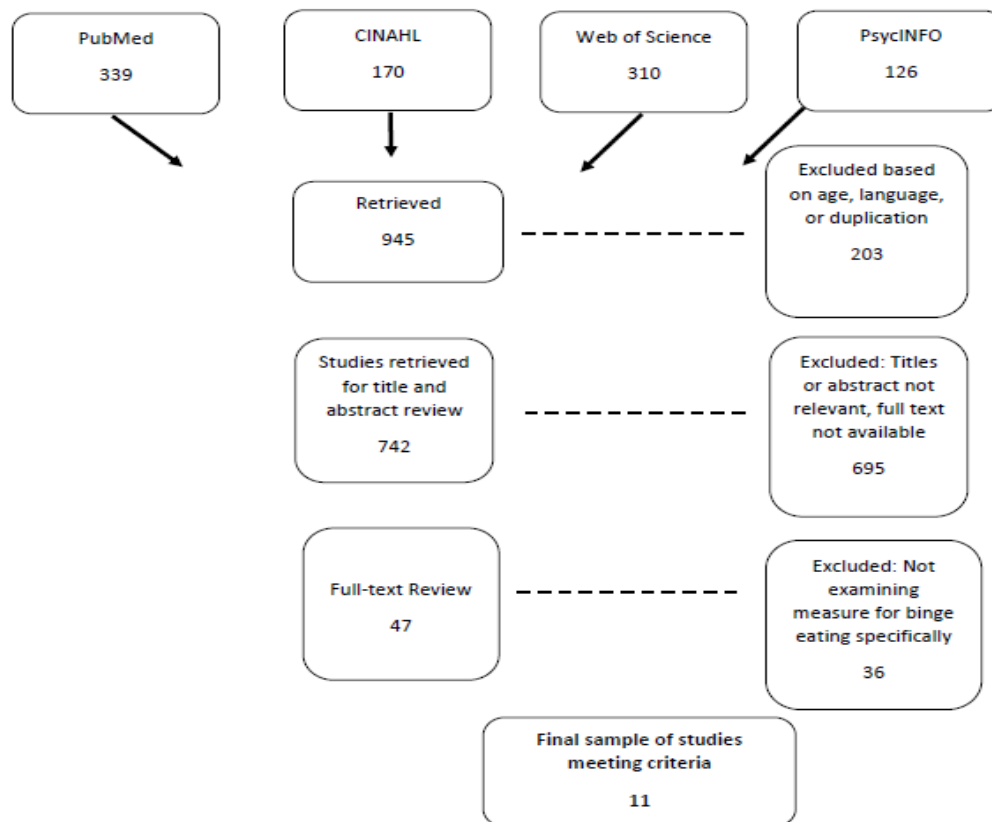 PubMed
339
CINAHL
170
Web of Science
310
PsycINFO
126
Retrieved
945
Excluded based
on age, language,
or duplication
203
Studies retrieved
for title and
abstract review
742
Excluded: Titles
or abstract not
relevant, full text
not available
695
Full-text Review
47
Excluded: Not
examining
measure for binge
eating specifically
36
Final sample of studies
meeting criteria
11